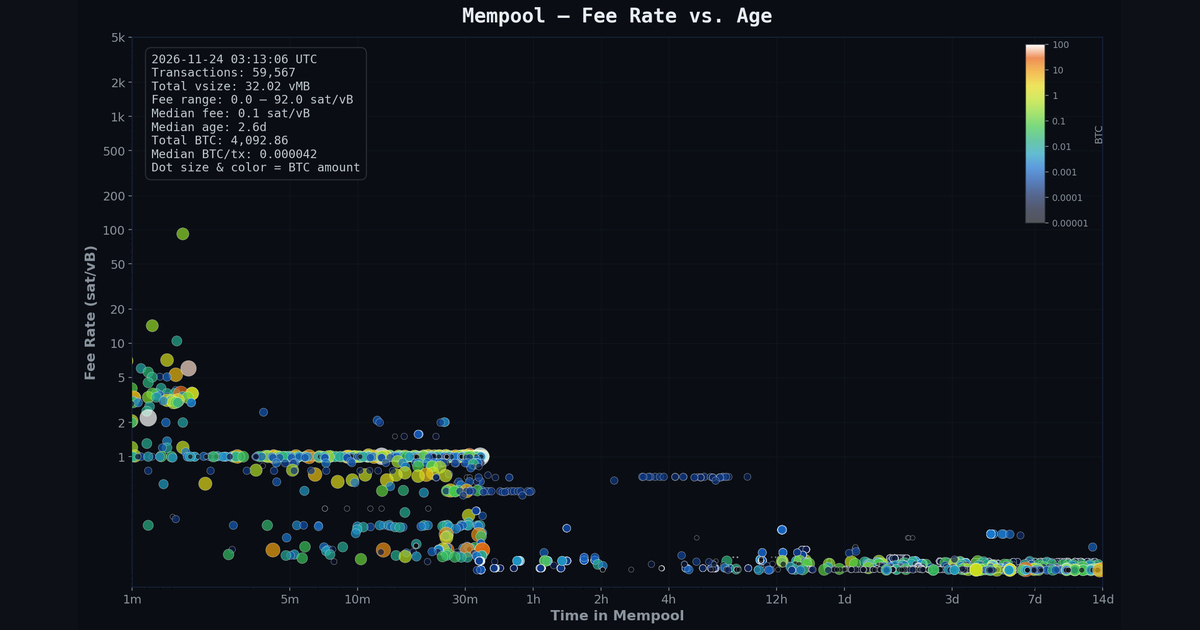 Mempool — Fee Rate vs. Age
5k
2k
1k
500
200
100
50
20
10
5
2
1
Fee Rate (sat/vB)
2026-11-24 03:13:06 UTC
Transactions: 59,567
Total vsize: 32.02 vMB
Fee range: 0.0 — 92.0 sat/vB
Median fee: 0.1 sat/vB
Median age: 2.6d
Total BTC: 4,092.86
Median BTC/tx: 0.000042
Dot size & color = BTC amount
100
10
1
0.1
0.01
0.001
0.0001
0.00001
BTC
1m
5m
10m
30m
1h
2h
4h
12h
1d
3d
7d
14d
Time in Mempool